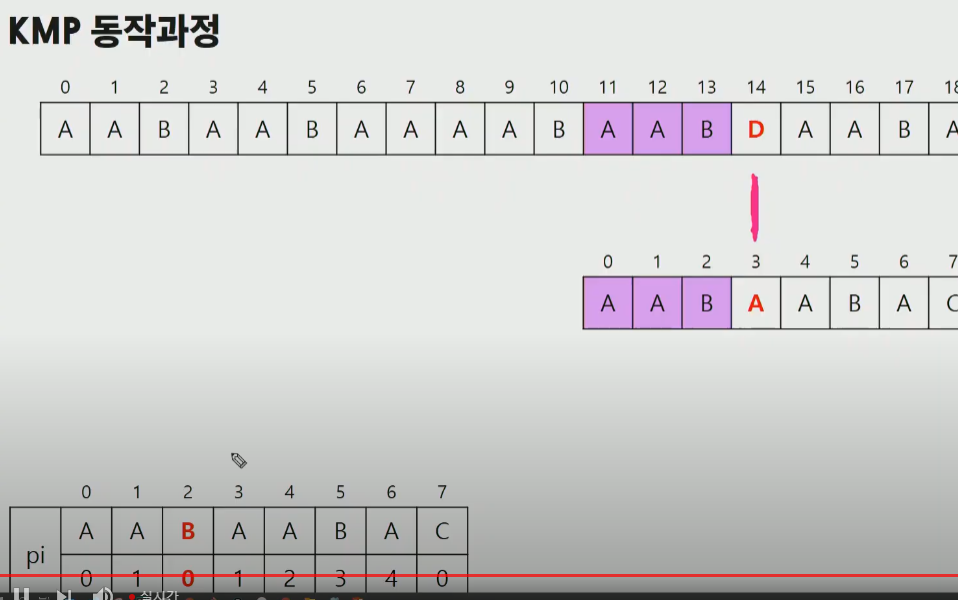 KMP 동작과정
0 1 2 3 4 5 6 7 8 9 10 11 12 13 14 15 16 17 18
A A B A A B A A A A B A A B D A A B A
0 1 2 3 4 5 6 7
A A B A A B A C
0 1 2 3 4 5 6 7
A A B A A B A C
pi
0 1 0 1 2 3 4 0
실시간